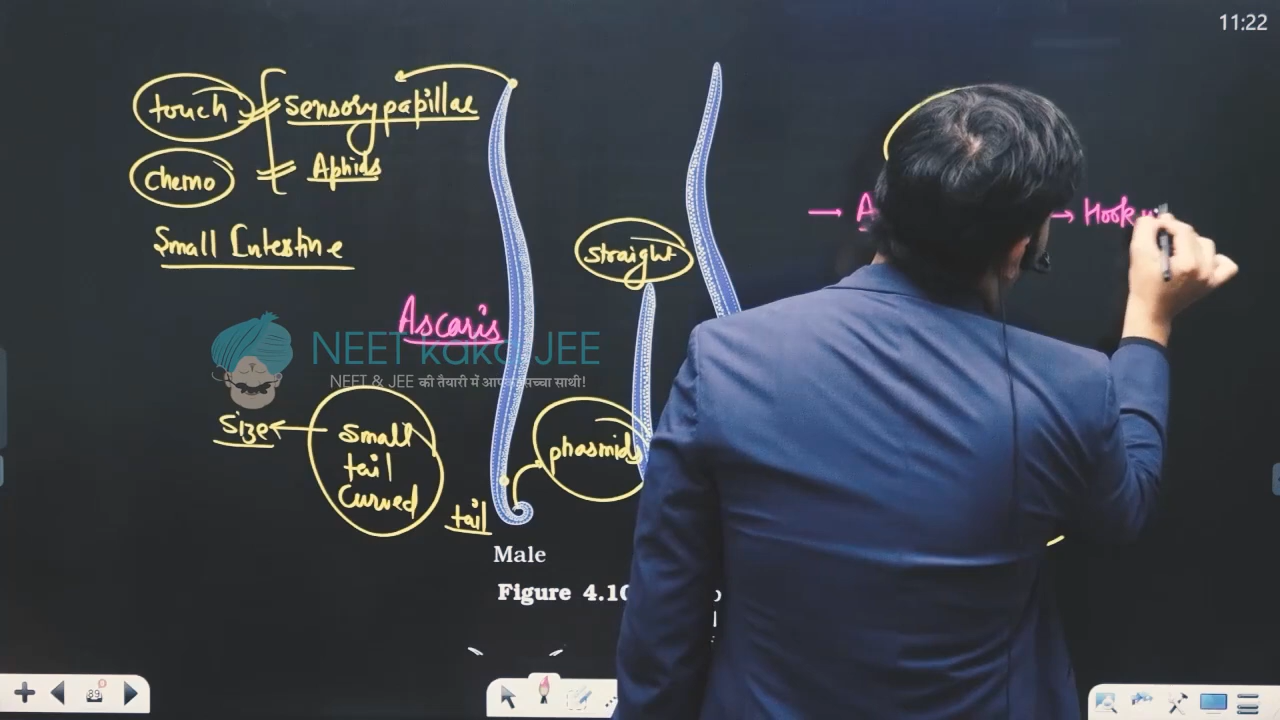 11:22
touch
Sensory papillae
Chemo
Aphids
Small Intestine
straight
→ A
→ Hook
Ascaris
NEET kaka JEE
NEET & JEE की तैयारी में आपका सच्चा साथी!
Size
small
tail
Curved
phasmids
tail
Male
Figure 4.10
89